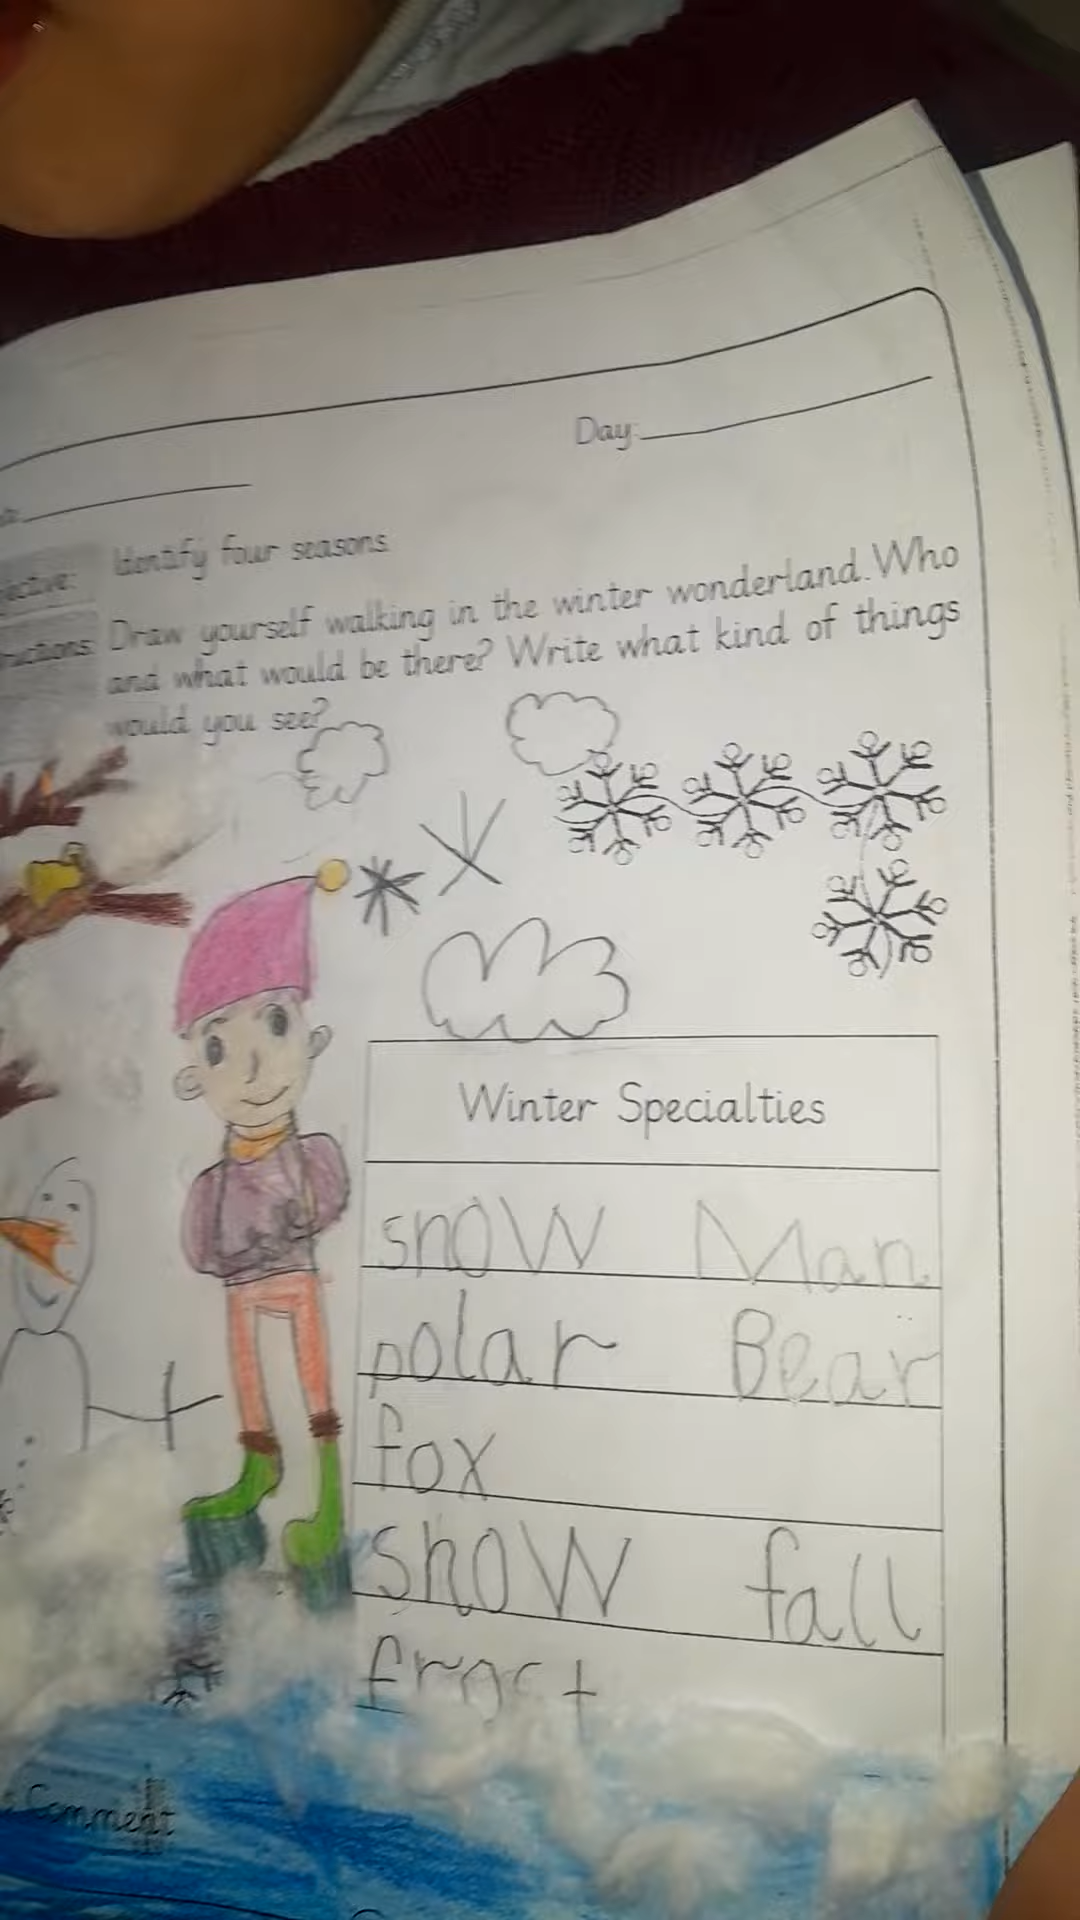 Day:
Identify four seasons.
Draw yourself walking in the winter wonderland. Who
and what would be there? Write what kind of things
would you see?
Winter Specialties
snow Man
polar Bear
fox
snow fall
frost
Comment